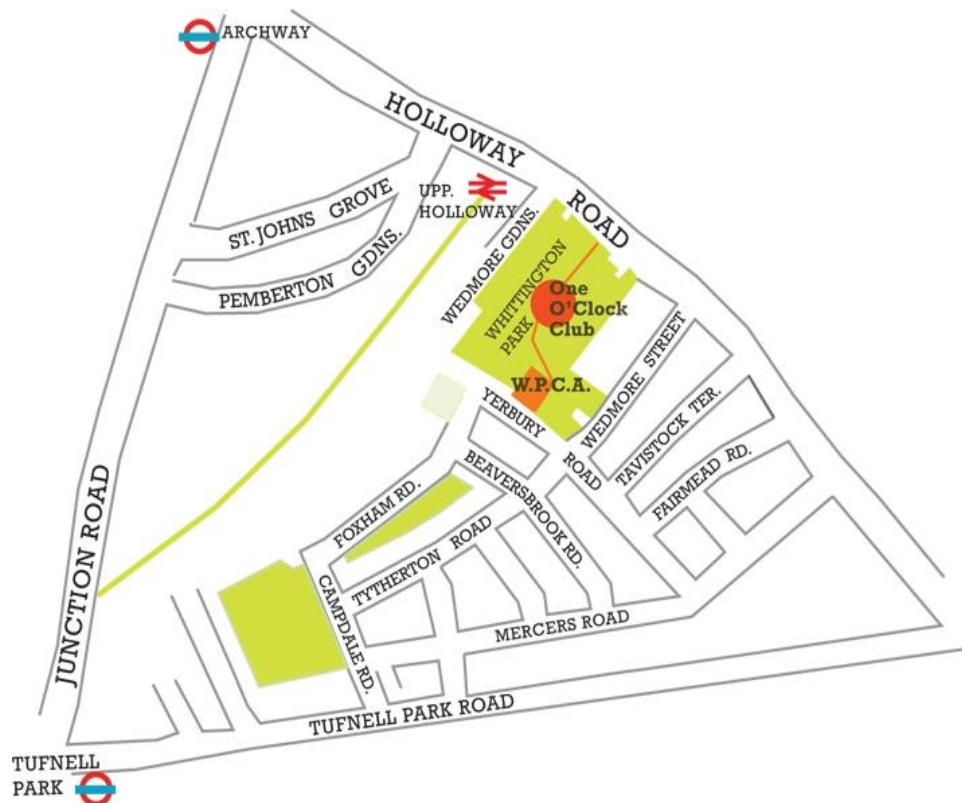 ARCHWAY
HOLLOWAY
ROAD
UPP.
HOLLOWAY
ST. JOHNS GROVE
PEMBERTON GDNS.
WEDMORE GDNS.
WHITTINGTON
PARK
One
O'Clock
Club
W.P.C.A.
YERBURY
ROAD
WEDMORE STREET
TAVISTOCK TER.
FAIRMEAD RD.
BEAVERSBROOK RD.
FOXHAM RD.
TYTHERTON ROAD
CAMPDALE RD.
MERCERS ROAD
JUNCTION ROAD
TUFNELL PARK ROAD
TUFNELL
PARK